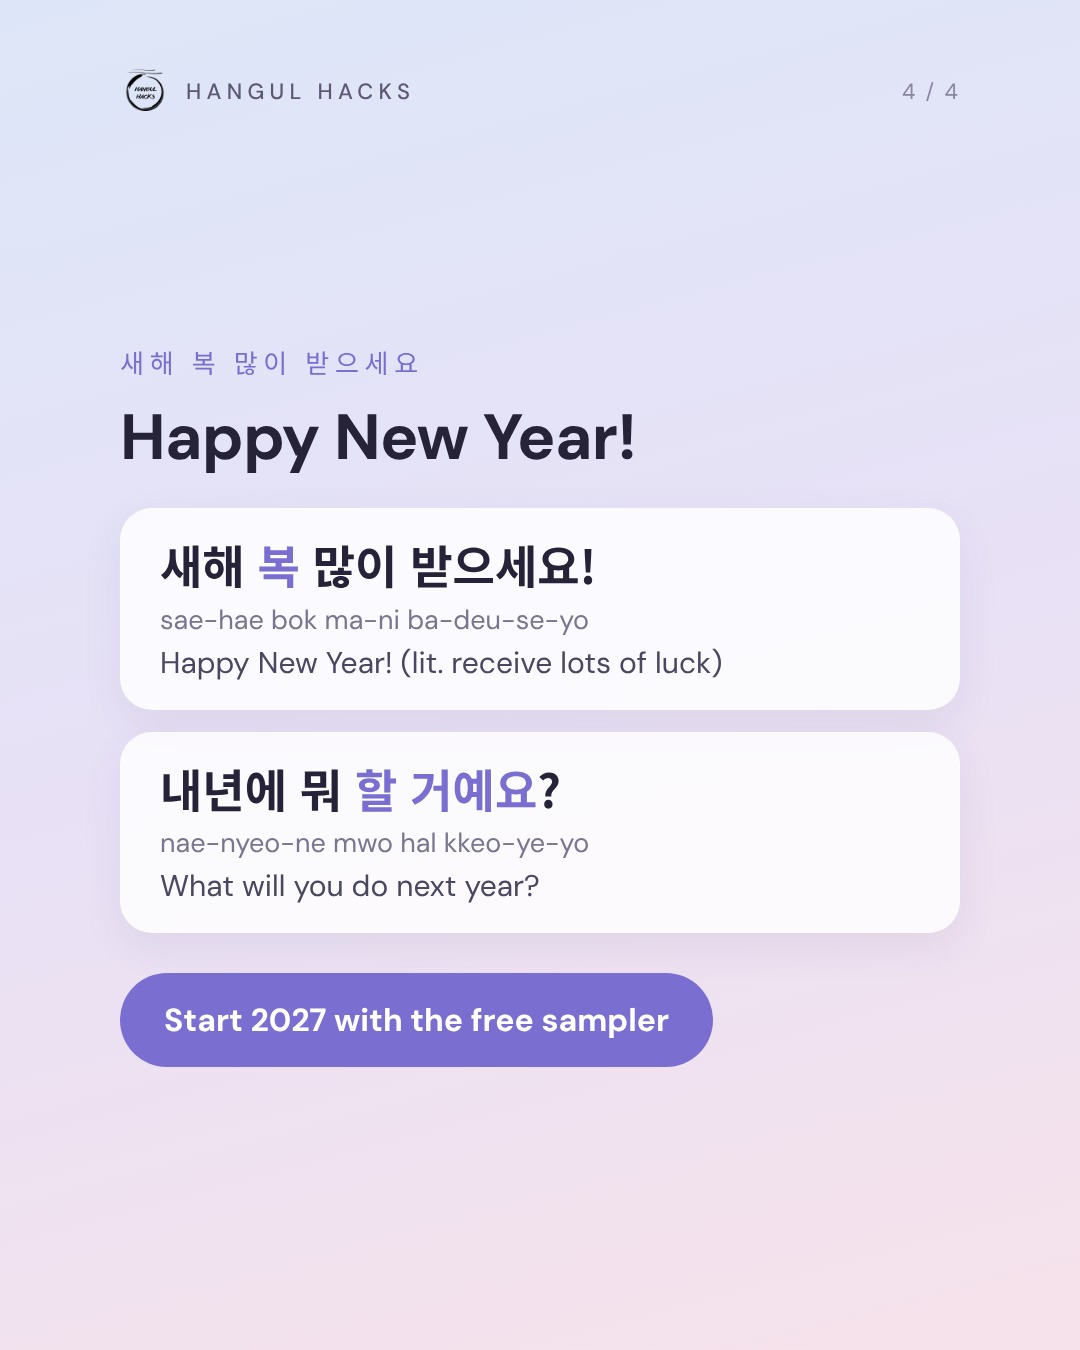 HANGUL HACKS
HANGUL HACKS
4 / 4
새해 복 많이 받으세요
Happy New Year!
새해 복 많이 받으세요!
sae-hae bok ma-ni ba-deu-se-yo
Happy New Year! (lit. receive lots of luck)
내년에 뭐 할 거예요?
nae-nyeo-ne mwo hal kkeo-ye-yo
What will you do next year?
Start 2027 with the free sampler